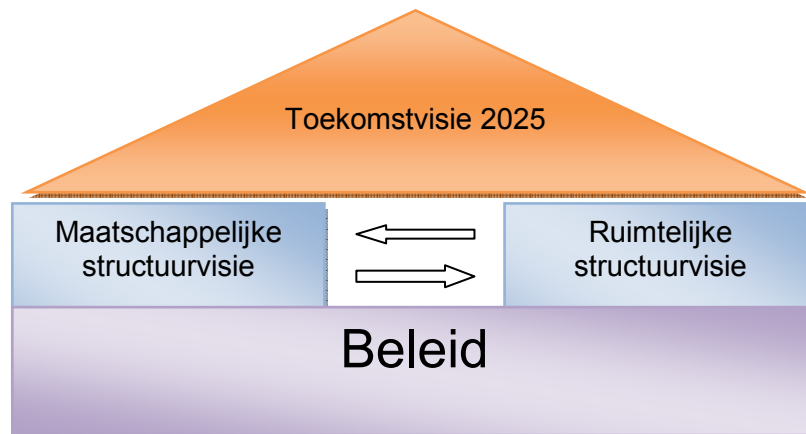 Toekomstvisie 2025
Maatschappelijke
structuurvisie
Ruimtelijke
structuurvisie
Beleid